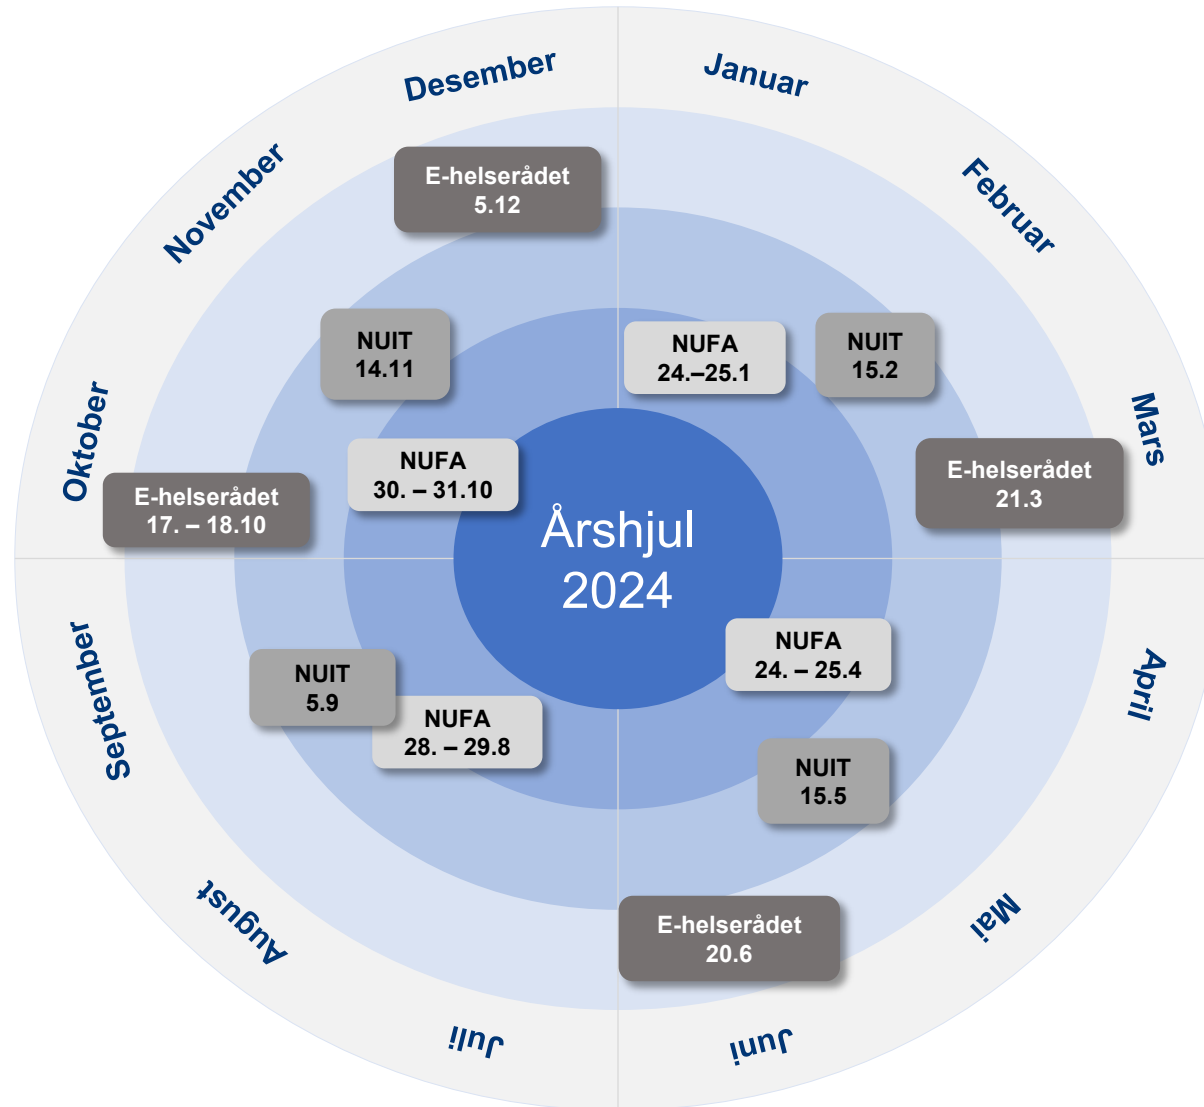 Januar
Februar
Mars
April
Mai
Juni
Juli
August
September
Oktober
November
Desember
Årshjul
2024
NUFA
24.–25.1
NUIT
15.2
E-helserådet
21.3
NUFA
24. – 25.4
NUIT
15.5
E-helserådet
20.6
NUFA
28. – 29.8
NUIT
5.9
E-helserådet
17. – 18.10
NUFA
30. – 31.10
NUIT
14.11
E-helserådet
5.12